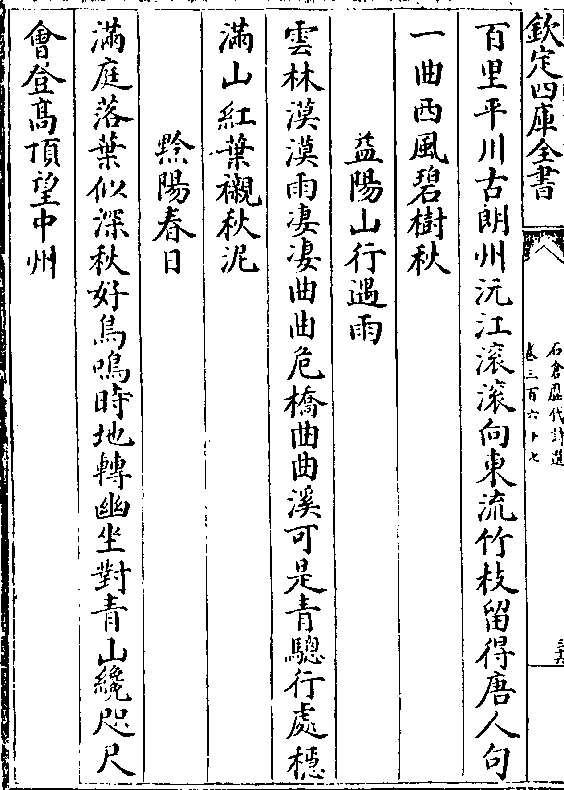 欽定四庫全書
石倉歷代詩選
卷三百六十七
百里平川古朗州沅江滚滚向東流竹枝留得唐人句
一曲西風碧樹秋
益陽山行遇雨
雲林漠漠雨凄凄曲曲危橋曲曲溪可是青驄行處穩
滿山紅葉襯秋泥
黔陽春日
滿庭落葉似深秋好鳥鳴時地轉幽坐對青山纔咫尺
會登髙頂望中州